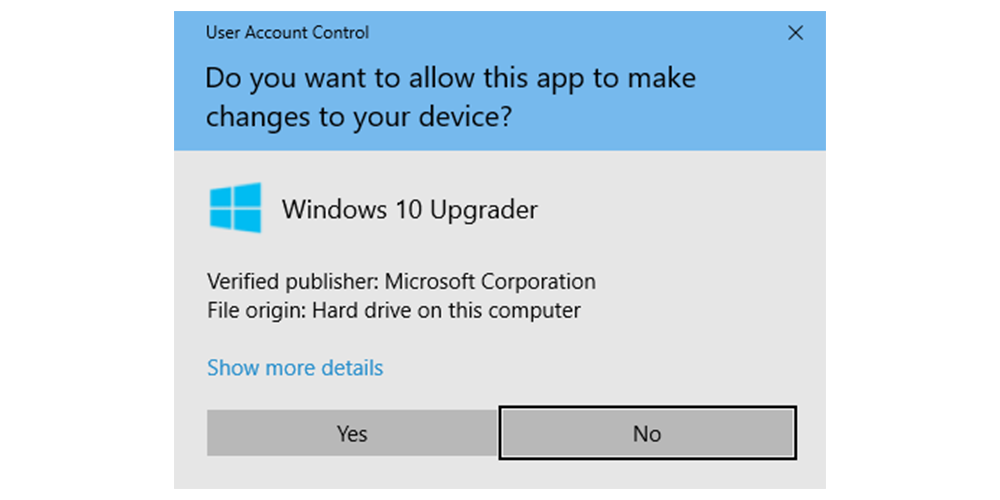 User Account Control
Do you want to allow this app to make
changes to your device?
Windows 10 Upgrader
Verified publisher: Microsoft Corporation
File origin: Hard drive on this computer
Show more details
Yes
No